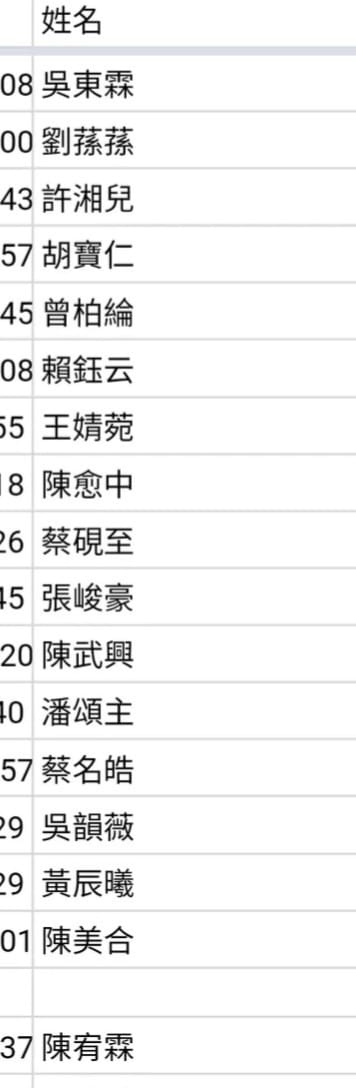 姓名
08 吳東霖
00 劉蓀蓀
43 許湘兒
57 胡寶仁
45 曾柏綸
08 賴鈺云
55 王婧菀
18 陳愈中
26 蔡硯至
45 張峻豪
20 陳武興
40 潘頌主
57 蔡名皓
29 吳韻薇
29 黃辰曦
01 陳美合
37 陳宥霖